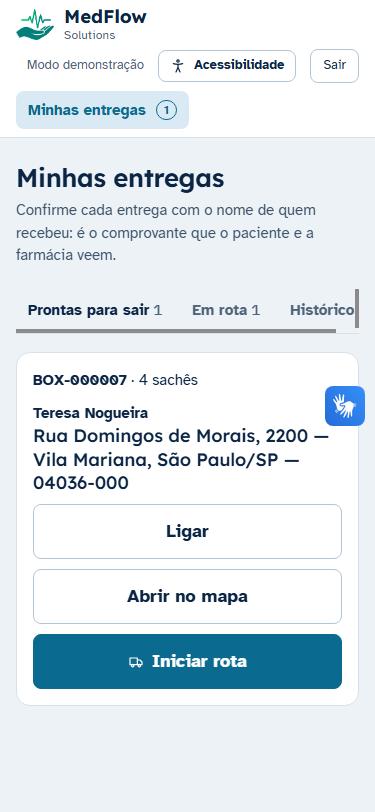 MedFlow
Solutions
Modo demonstração
Acessibilidade
Sair
Minhas entregas 1
Minhas entregas
Confirme cada entrega com o nome de quem
recebeu: é o comprovante que o paciente e a
farmácia veem.
Prontas para sair 1
Em rota 1
Histórico
BOX-000007 · 4 sachês
Teresa Nogueira
Rua Domingos de Morais, 2200 —
Vila Mariana, São Paulo/SP —
04036-000
Ligar
Abrir no mapa
Iniciar rota